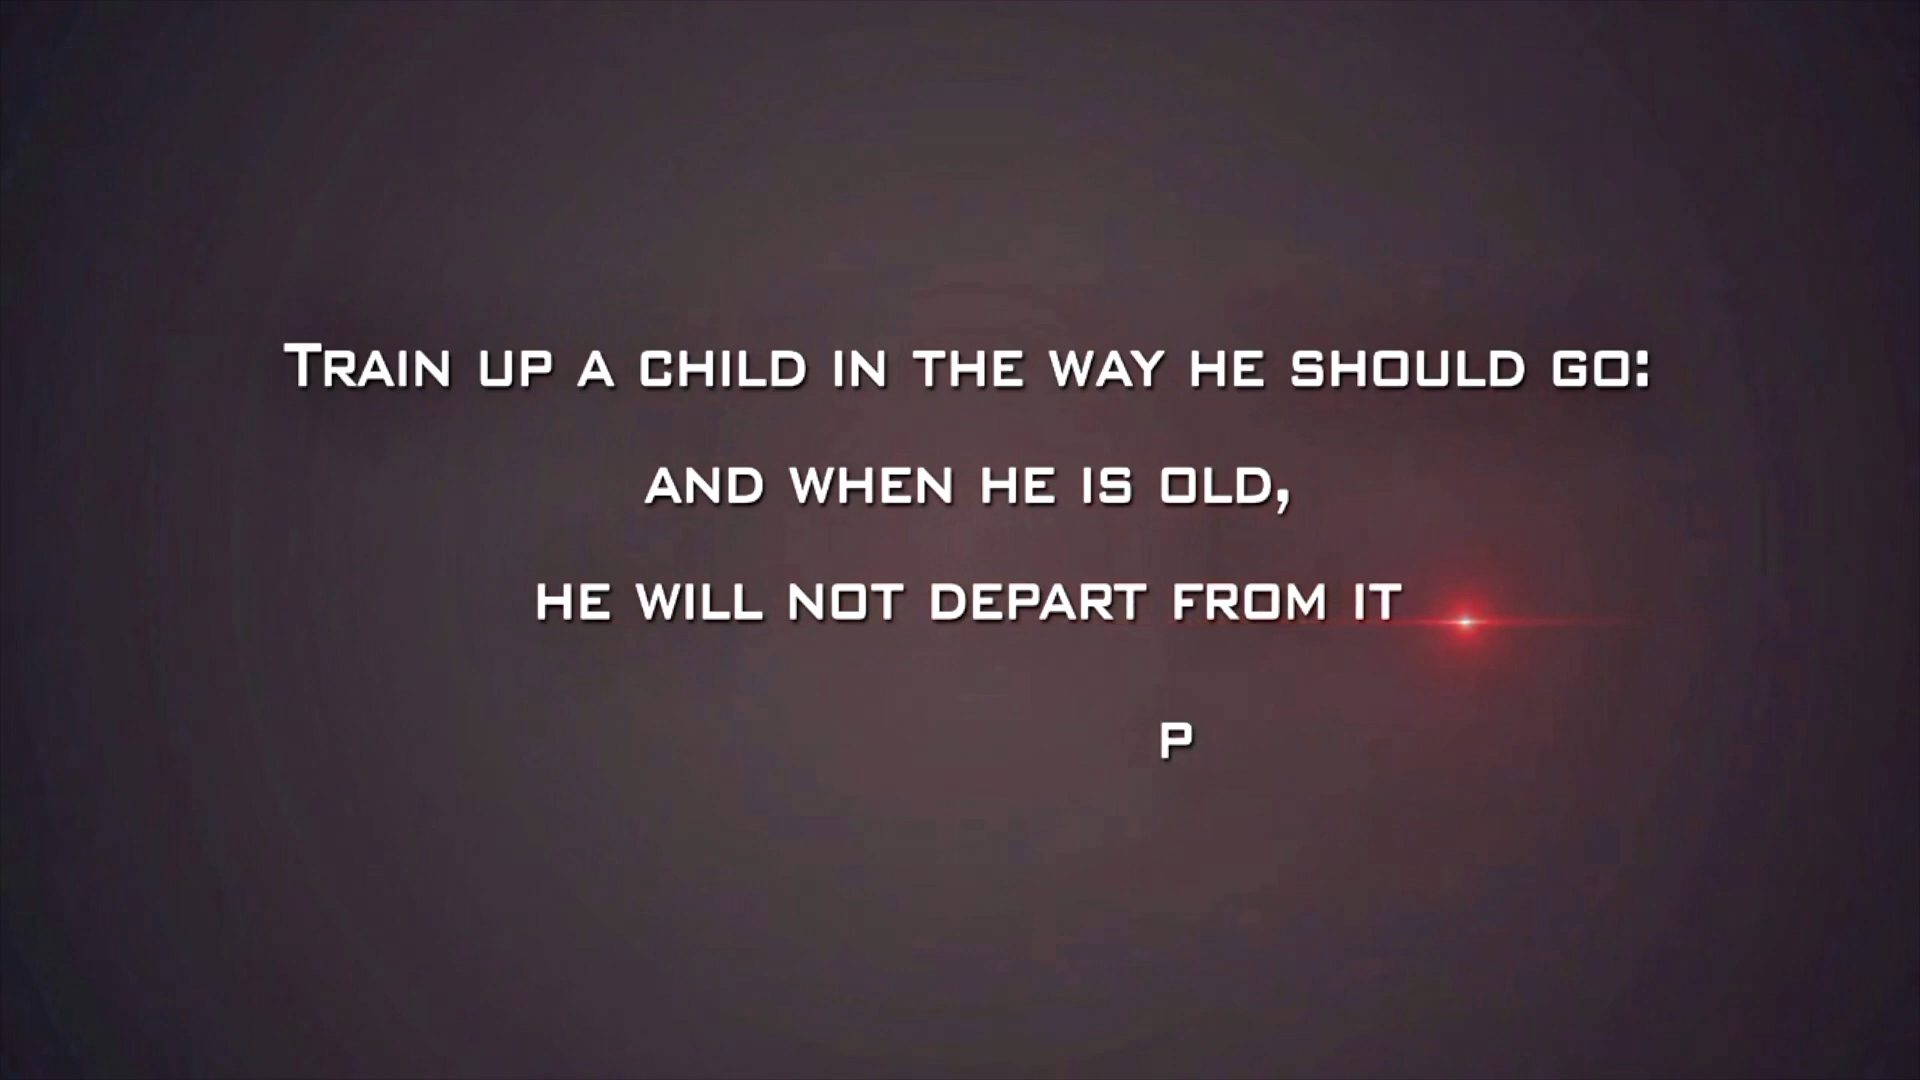 Train up a child in the way he should go:
and when he is old,
he will not depart from it
P